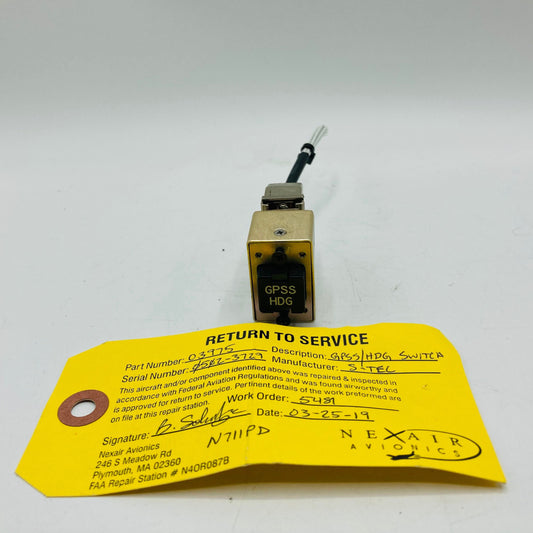 GPSS
HDG
RETURN TO SERVICE
Part Number: 03975 Description: GPSS/HDG SWITCH
Serial Number: 4562-3729 Manufacturer: S-TEC
This aircraft and/or component identified above was repaired & inspected in
accordance with Federal Aviation Regulations and was found airworthy and
is approved for return to service. Pertinent details of the work preformed are
on file at this repair station. Work Order: 5481
Signature: Date: 03-25-19
Nexair Avionics
246 S Meadow Rd
Plymouth, MA 02360
FAA Repair Station # N4OR087B
N711PD
NEXAIR
AVIONICS